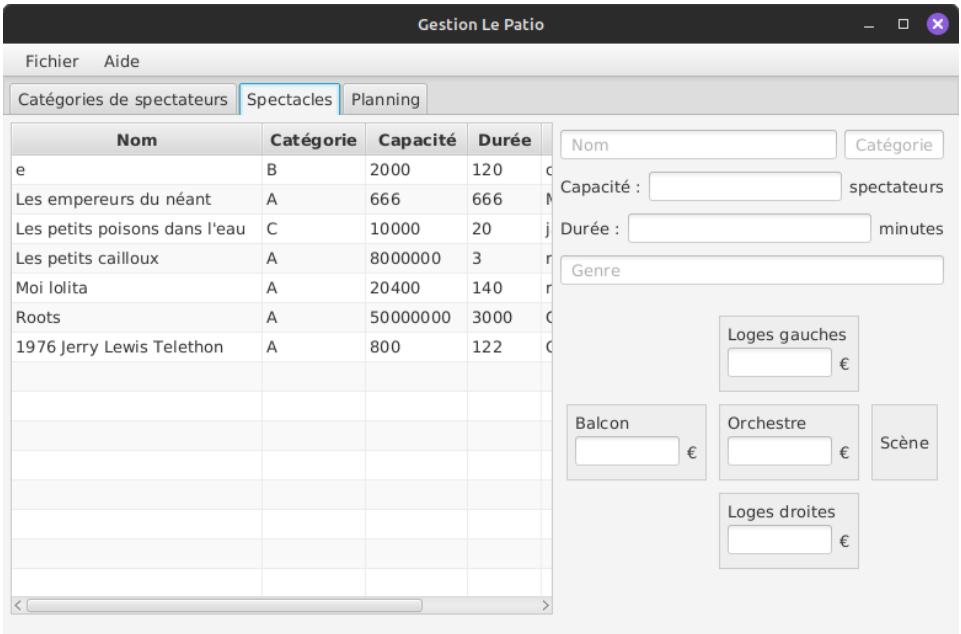 Gestion Le Patio
Fichier Aide
Catégories de spectateurs Spectacles Planning
Nom Catégorie Capacité Durée
e B 2000 120
Les empereurs du néant A 666 666
Les petits poisons dans l'eau C 10000 20
Les petits cailloux A 8000000 3
Moi lolita A 20400 140
Roots A 50000000 3000
1976 Jerry Lewis Telethon A 800 122
Nom Catégorie
Capacité : spectateurs
Durée : minutes
Genre
Loges gauches
€
Balcon
€
Orchestre
€
Scène
Loges droites
€